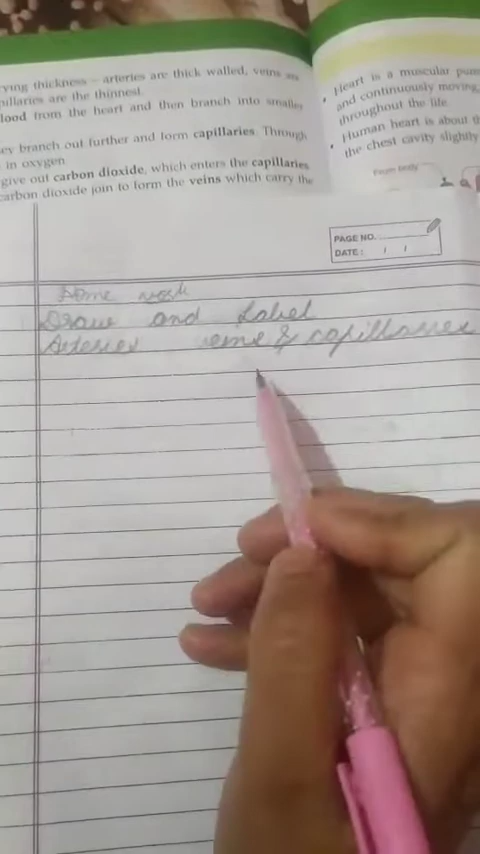 rying thickness – arteries are thick walled, veins are
pillaries are the thinnest.
lood from the heart and then branch into smaller
ey branch out further and form capillaries. Through
in oxygen
give out carbon dioxide, which enters the capillaries.
carbon dioxide join to form the veins which carry the
• Heart is a muscular pum
and continuously moving,
throughout the life.
• Human heart is about th
the chest cavity slightly
From body
PAGE NO.
DATE : / /
Home work
Draw and Label
Arteries veins & capillaries